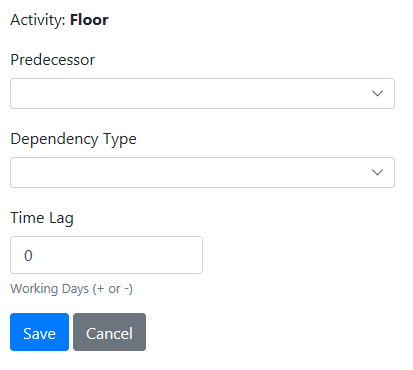 Activity: Floor
Predecessor
Dependency Type
Time Lag
0
Working Days (+ or -)
Save Cancel